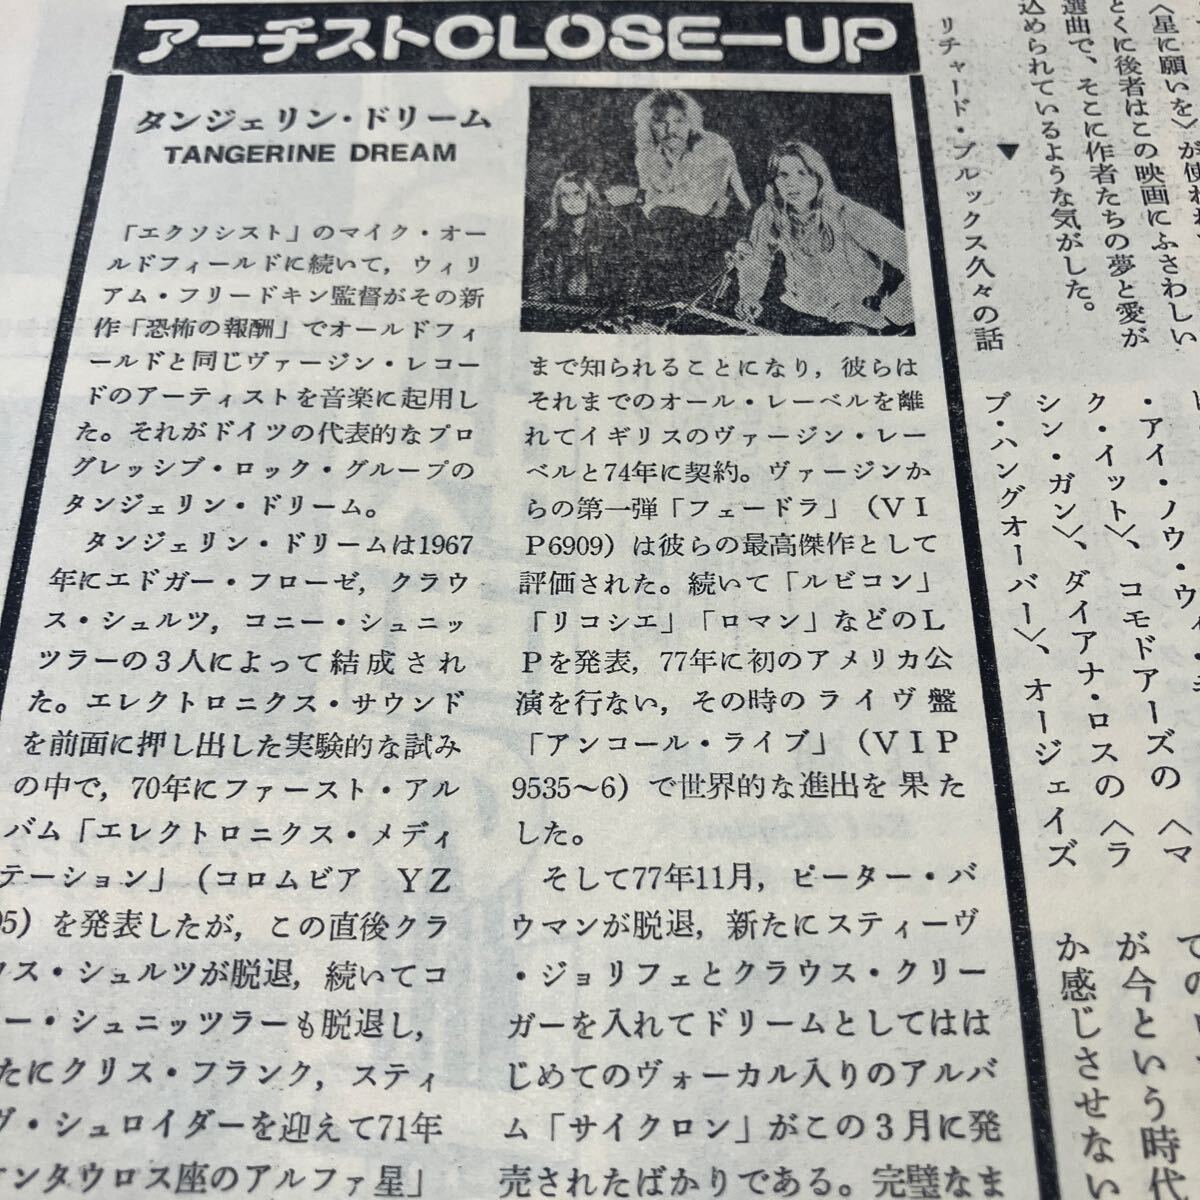 アーチストCLOSE—UP
タンジェリン・ドリーム
TANGERINE DREAM
「エクソシスト」のマイク・オー
ルドフィールドに続いて，ウィリ
アム・フリードキン監督がその新
作「恐怖の報酬」でオールドフィ
ールドと同じヴァージン・レコー
ドのアーティストを音楽に起用し
た。それがドイツの代表的なプロ
グレッシブ・ロック・グループの
タンジェリン・ドリーム。
タンジェリン・ドリームは1967
年にエドガー・フローゼ，クラウ
ス・シュルツ，コニー・シュニッ
ツラーの３人によって結成され
た。エレクトロニクス・サウンド
を前面に押し出した実験的な試み
の中で，70年にファースト・アル
バム「エレクトロニクス・メディ
テーション」（コロムビア ＹＺ
5）を発表したが，この直後クラ
ウス・シュルツが脱退，続いてコ
ー・シュニッツラーも脱退し，
たにクリス・フランク，スティ
ヴ・シュロイダーを迎えて71年
ケンタウロス座のアルファ星」
まで知られることになり，彼らは
それまでのオール・レーベルを離
れてイギリスのヴァージン・レー
ベルと74年に契約。ヴァージンか
らの第一弾「フェードラ」（ＶＩ
Ｐ6909）は彼らの最高傑作として
評価された。続いて「ルビコン」
「リコシエ」「ロマン」などのＬ
Ｐを発表，77年に初のアメリカ公
演を行ない，その時のライヴ盤
「アンコール・ライブ」（ＶＩＰ
9535～6）で世界的な進出を果た
した。
そして77年11月，ピーター・バ
ウマンが脱退，新たにスティーヴ
・ジョリフェとクラウス・クリー
ガーを入れてドリームとしてはは
じめてのヴォーカル入りのアルバ
ム「サイクロン」がこの３月に発
売されたばかりである。完璧なま
〈星に願いを〉が使われ、
とくに後者はこの映画にふさわしい
選曲で、そこに作者たちの夢と愛が
込められているような気がした。
▼
リチャード・ブルックス久々の話
・アイ・ノウ・
ク・イット〉、コモドアーズの〈マ
シン・ガン〉、ダイアナ・ロスの〈ラ
ブ・ハングオーバー〉、オージェイズ
での
が今という時代
か感じさせない